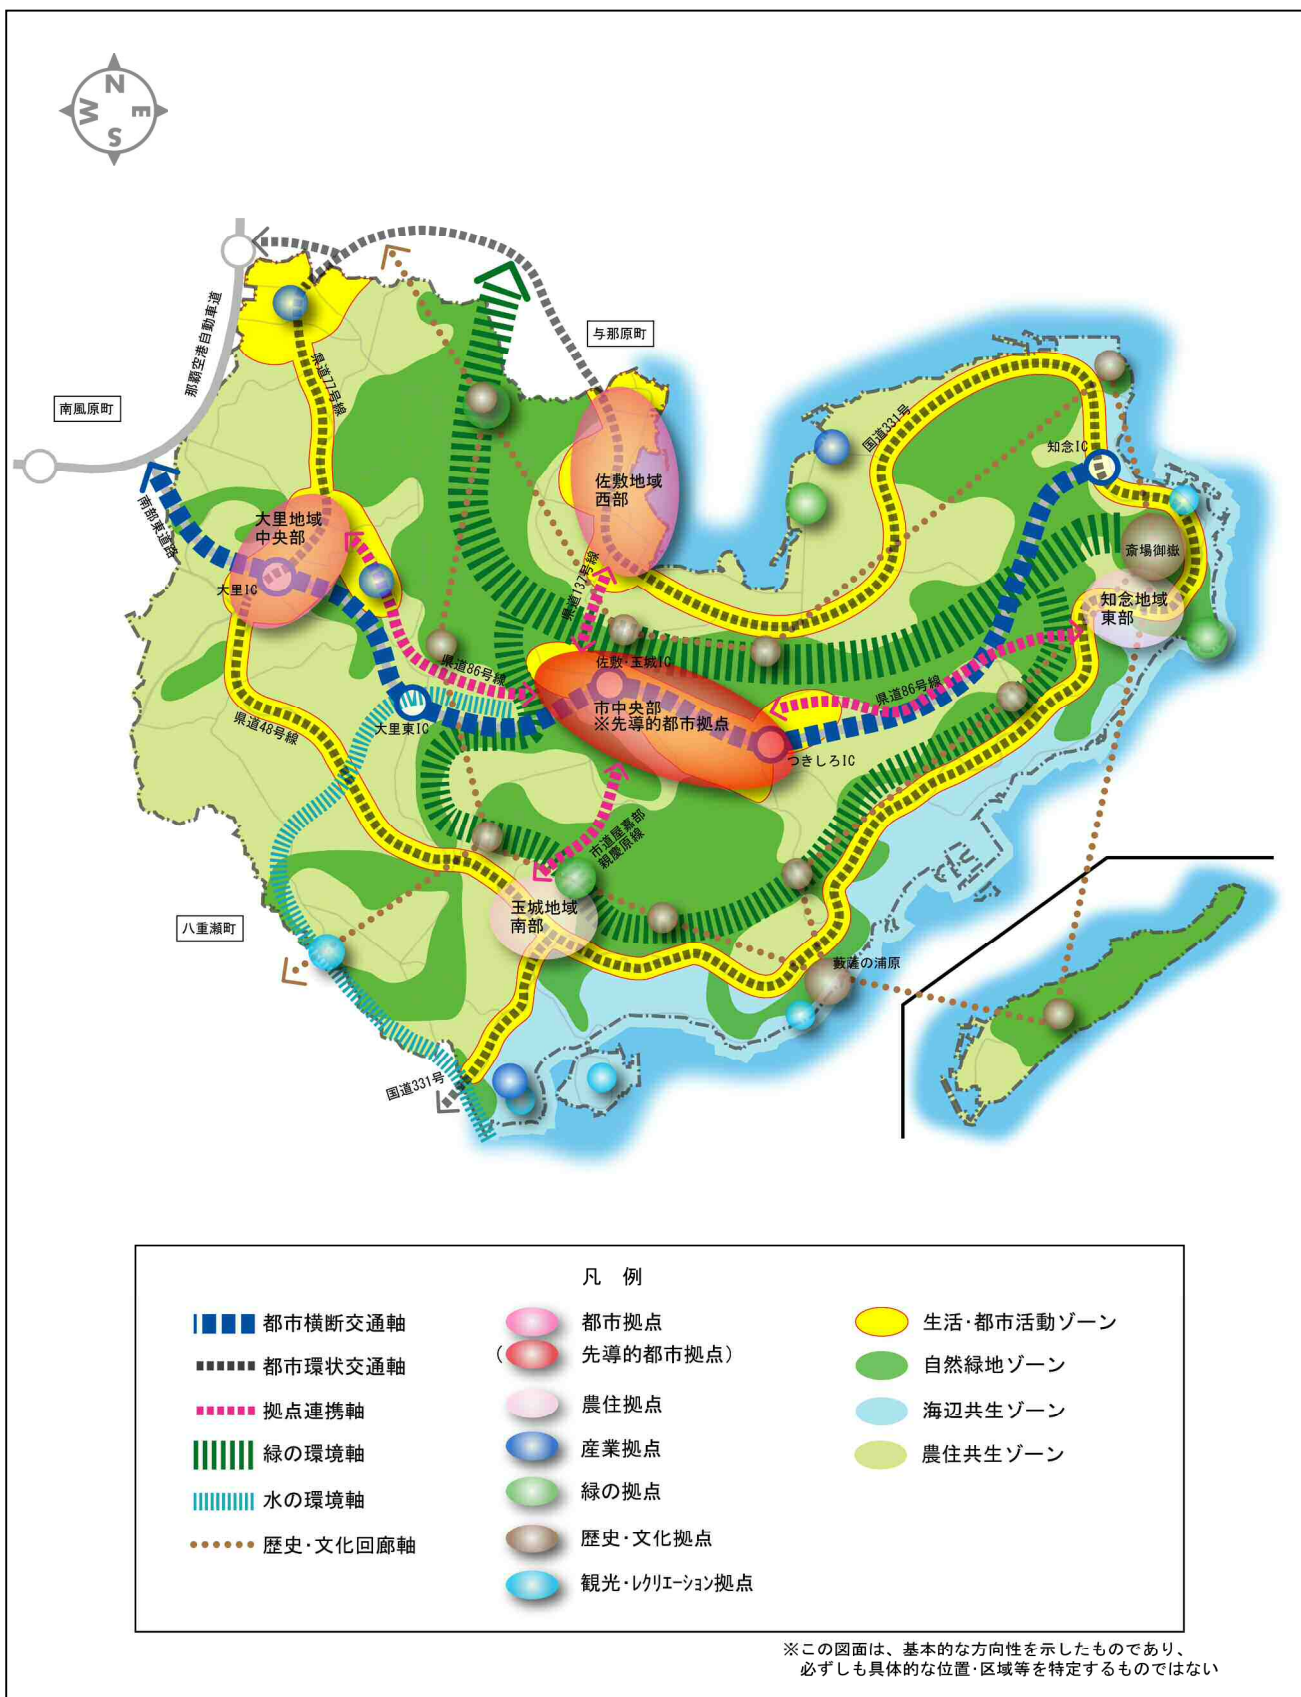 N
W
E
S
那覇空港自動車道
与那原町
南風原町
県道77号線
国道331号
知念IC
佐敷地域
西部
南部東道路
大里地域
中央部
斎場御嶽
大里IC
県道137号線
知念地域
東部
佐敷・玉城IC
県道86号線
県道86号線
市中央部
※先導的都市拠点
県道48号線
大里東IC
つきしろIC
市道屋嘉部
親慶原線
玉城地域
南部
八重瀬町
藪薩の浦原
国道331号
凡 例
都市横断交通軸
都市環状交通軸
拠点連携軸
緑の環境軸
水の環境軸
歴史・文化回廊軸
都市拠点
(先導的都市拠点)
農住拠点
産業拠点
緑の拠点
歴史・文化拠点
観光・レクリエーション拠点
生活・都市活動ゾーン
自然緑地ゾーン
海辺共生ゾーン
農住共生ゾーン
※この図面は、基本的な方向性を示したものであり、
必ずしも具体的な位置・区域等を特定するものではない